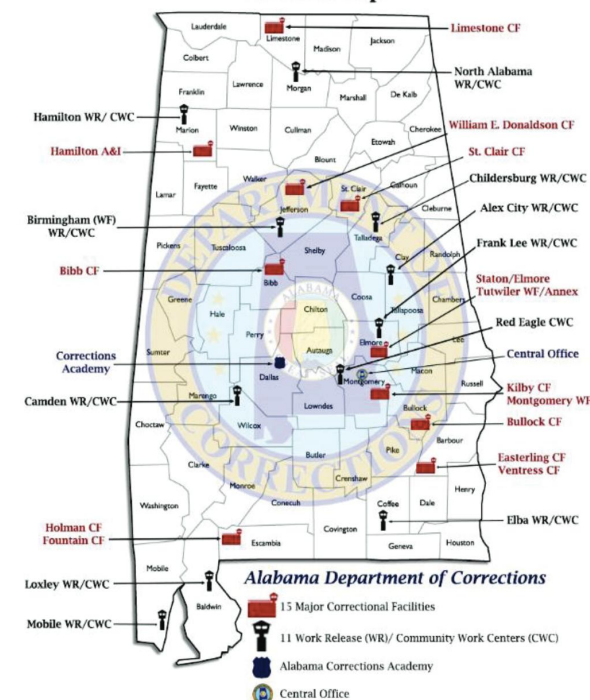 Lauderdale
Limestone
Limestone CF
Madison
Jackson
Colbert
Lawrence
Morgan
North Alabama
WR/CWC
Franklin
Marshall
De Kalb
Hamilton WR/ CWC
Marion
Winston
Cullman
Cherokee
Etowah
William E. Donaldson CF
Hamilton A&I
Blount
St. Clair CF
Walker
Fayette
Lamar
St. Clair
Calhoun
Childersburg WR/CWC
Jefferson
Cleburne
Alex City WR/CWC
Birmingham (WF)
WR/CWC
Talladega
Pickens
Tuscaloosa
Shelby
Clay
Randolph
Frank Lee WR/CWC
Bibb CF
Bibb
Staton/Elmore
Tutwiler WF/Annex
Greene
Hale
Chilton
Coosa
Tallapoosa
Chambers
Perry
Autauga
Elmore
Lee
Red Eagle CWC
Sumter
Corrections
Academy
Dallas
Montgomery
Macon
Central Office
Russell
Camden WR/CWC
Marengo
Lowndes
Bullock
Kilby CF
Montgomery WF
Choctaw
Wilcox
Bullock CF
Barbour
Clarke
Butler
Pike
Crenshaw
Easterling CF
Ventress CF
Monroe
Conecuh
Coffee
Dale
Henry
Washington
Covington
Elba WR/CWC
Holman CF
Fountain CF
Escambia
Geneva
Houston
Mobile
Loxley WR/CWC
Baldwin
Mobile WR/CWC
DEPARTMENT OF
CORRECTIONS
ALABAMA
Alabama Department of Corrections
15 Major Correctional Facilities
11 Work Release (WR)/ Community Work Centers (CWC)
Alabama Corrections Academy
Central Office